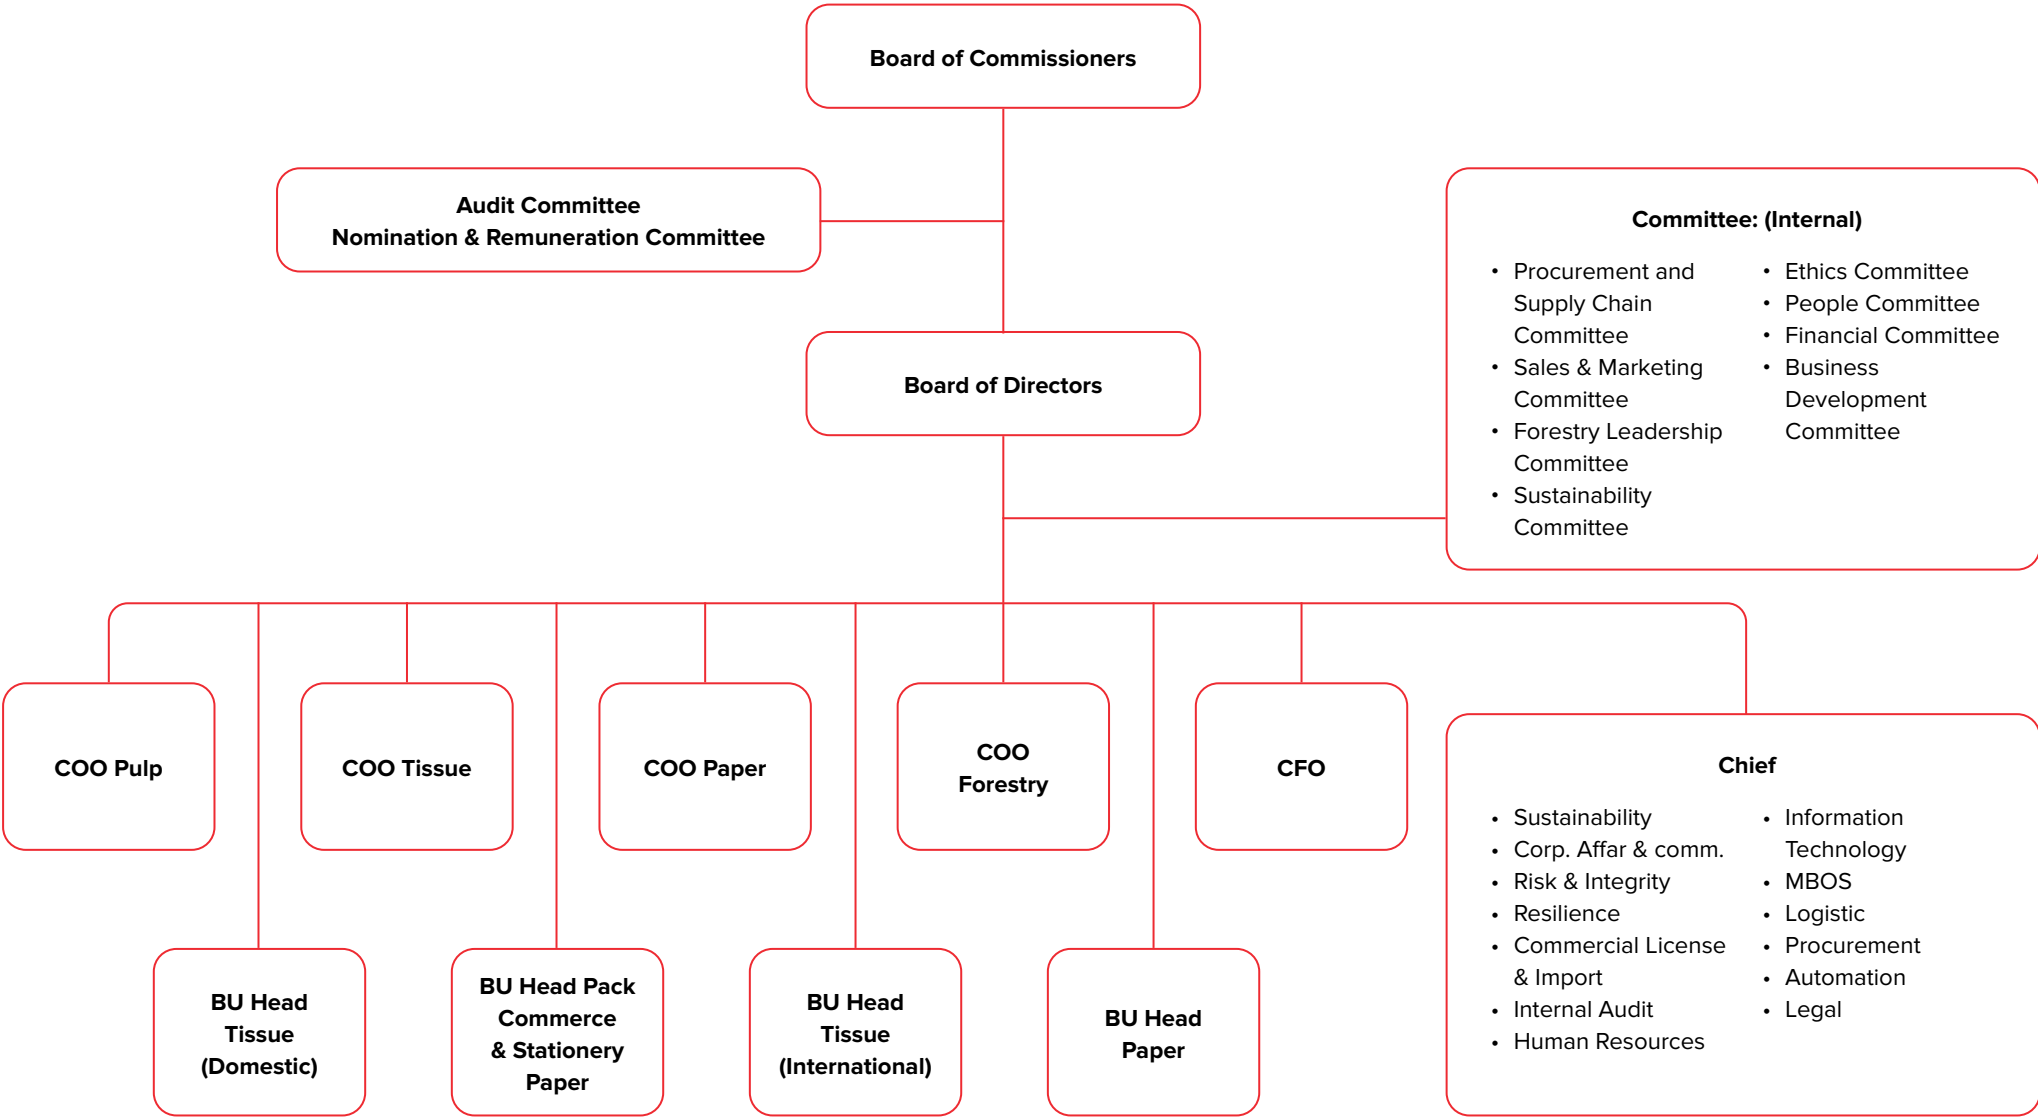 Board of Commissioners
Audit Committee
Nomination & Remuneration Committee
Committee: (Internal)
• Procurement and
Supply Chain
Committee
• Sales & Marketing
Committee
• Forestry Leadership
Committee
• Sustainability
Committee
• Ethics Committee
• People Committee
• Financial Committee
• Business
Development
Committee
Board of Directors
COO Pulp
COO Tissue
COO Paper
COO
Forestry
CFO
Chief
• Sustainability
• Corp. Affar & comm.
• Risk & Integrity
• Resilience
• Commercial License
& Import
• Internal Audit
• Human Resources
• Information
Technology
• MBOS
• Logistic
• Procurement
• Automation
• Legal
BU Head
Tissue
(Domestic)
BU Head Pack
Commerce
& Stationery
Paper
BU Head
Tissue
(International)
BU Head
Paper